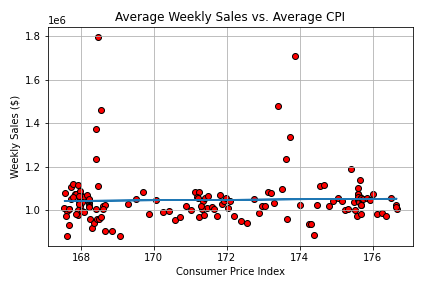 Average Weekly Sales vs. Average CPI
1e6
1.8
1.6
1.4
1.2
1.0
Weekly Sales ($)
168 170 172 174 176
Consumer Price Index